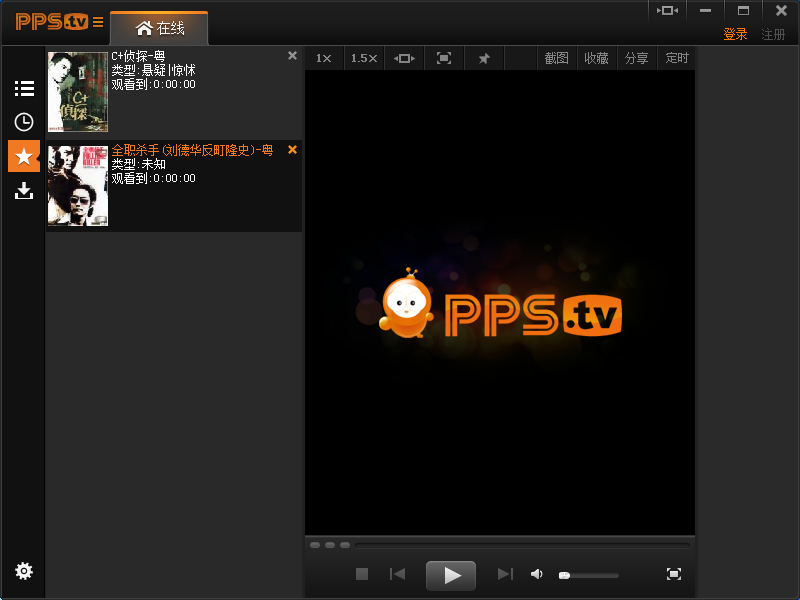 PPS.tv
在线
登录 注册
C+侦探-粤
类型:悬疑|惊怵
观看到:0:00:00
全职杀手(刘德华反町隆史)-粤
类型:未知
观看到:0:00:00
1× 1.5× 截图 收藏 分享 定时
PPS.tv